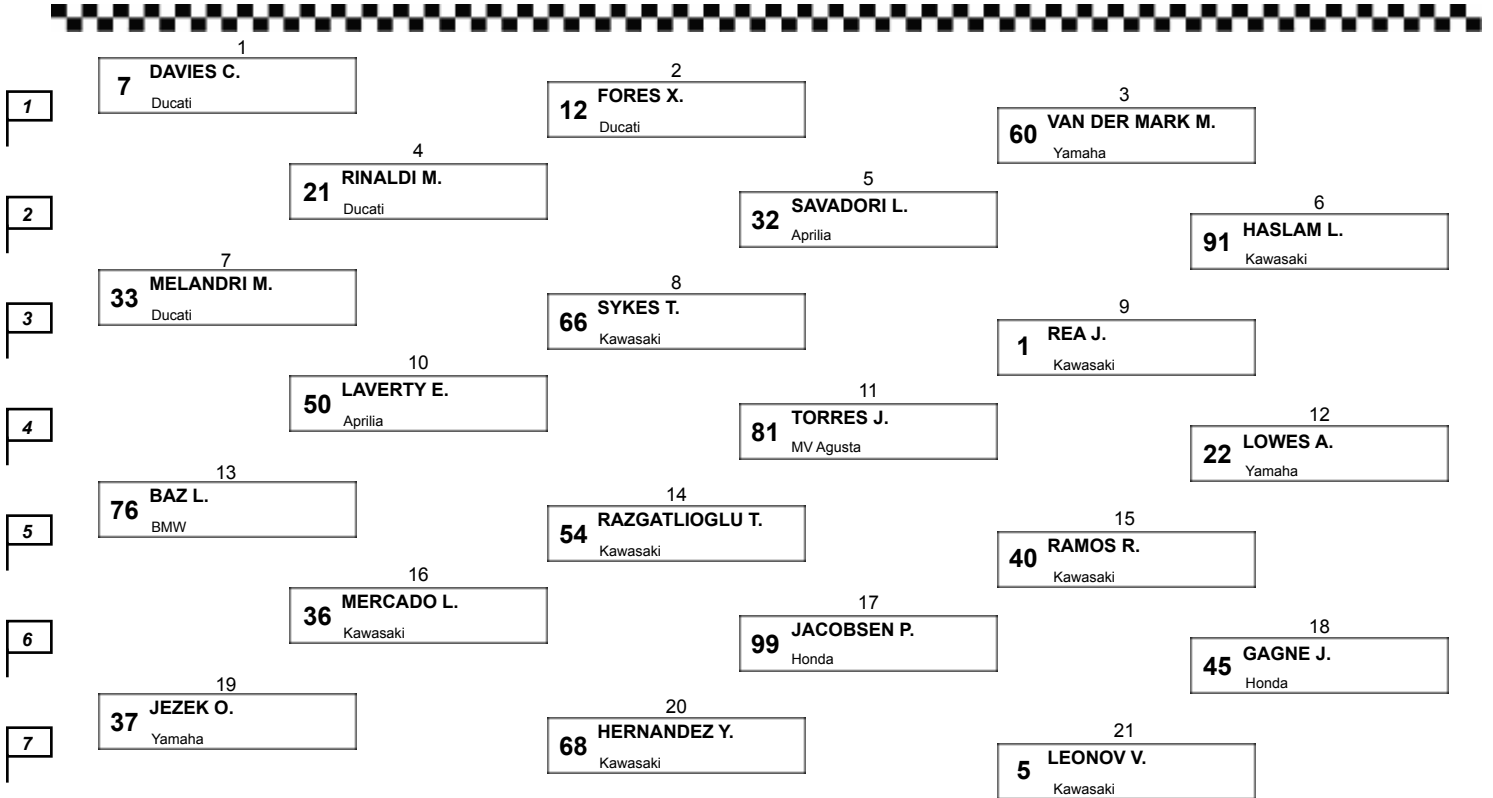 1
7 DAVIES C.
Ducati
2
12 FORES X.
Ducati
3
60 VAN DER MARK M.
Yamaha
1
4
21 RINALDI M.
Ducati
5
32 SAVADORI L.
Aprilia
6
91 HASLAM L.
Kawasaki
2
7
33 MELANDRI M.
Ducati
8
66 SYKES T.
Kawasaki
9
1 REA J.
Kawasaki
3
10
50 LAVERTY E.
Aprilia
11
81 TORRES J.
MV Agusta
12
22 LOWES A.
Yamaha
4
13
76 BAZ L.
BMW
14
54 RAZGATLIOGLU T.
Kawasaki
15
40 RAMOS R.
Kawasaki
5
16
36 MERCADO L.
Kawasaki
17
99 JACOBSEN P.
Honda
18
45 GAGNE J.
Honda
6
19
37 JEZEK O.
Yamaha
20
68 HERNANDEZ Y.
Kawasaki
21
5 LEONOV V.
Kawasaki
7